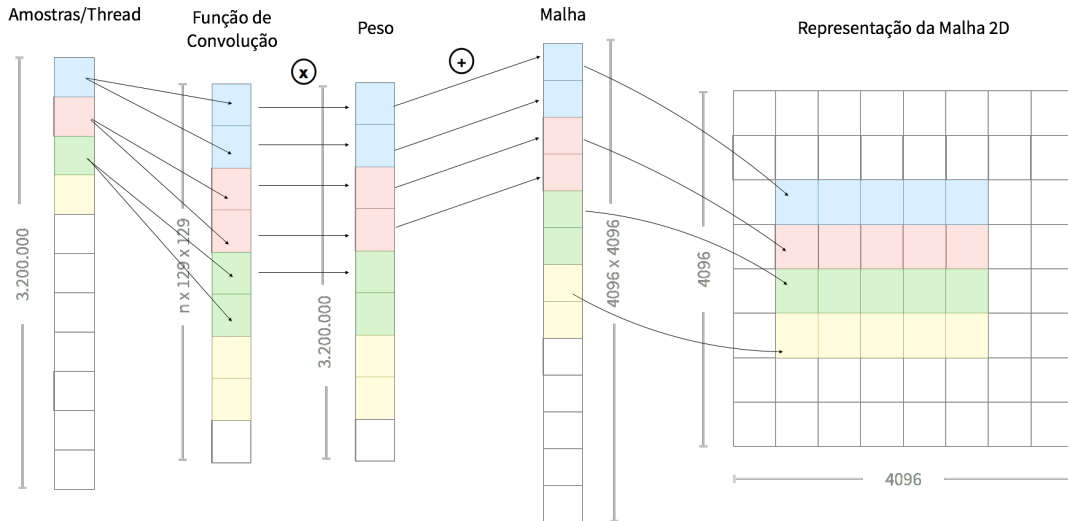 Amostras/Thread
Função de
Convolução
Peso
Malha
Representação da Malha 2D
x
+
3.200.000
n x 129 x 129
3.200.000
4096 x 4096
4096
4096